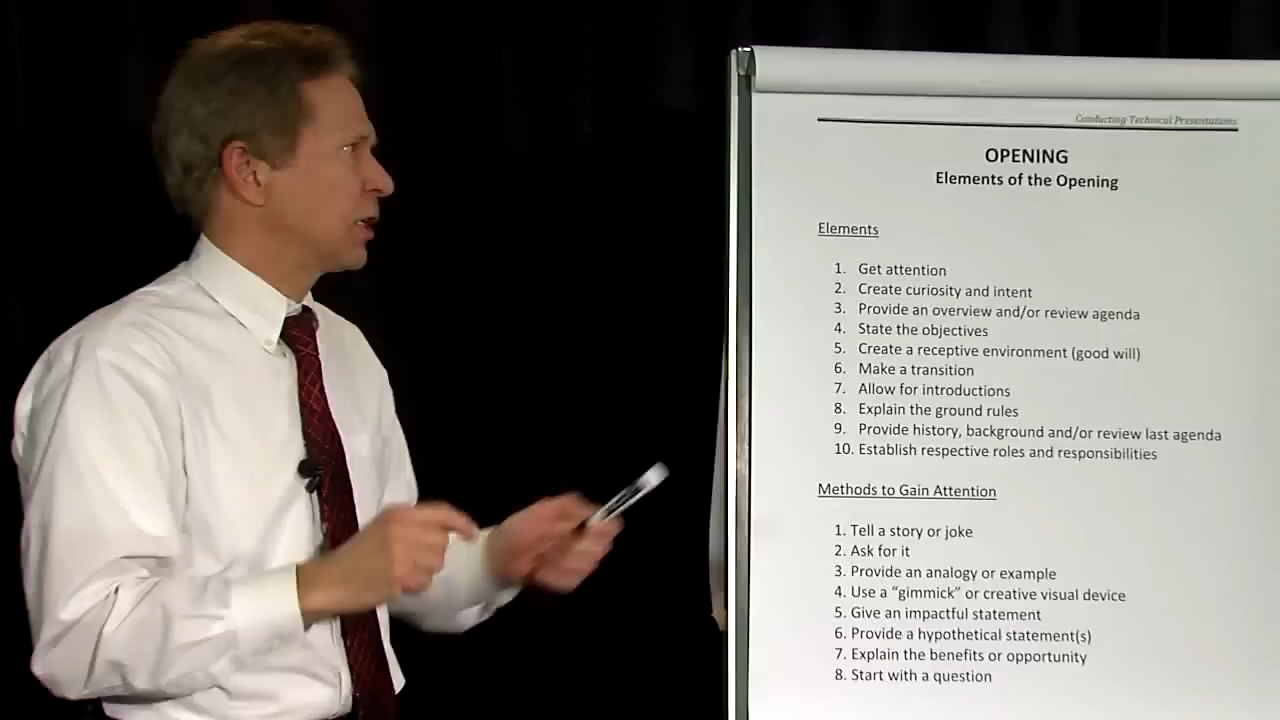 Conducting Technical Presentations
OPENING
Elements of the Opening
Elements
1. Get attention
2. Create curiosity and intent
3. Provide an overview and/or review agenda
4. State the objectives
5. Create a receptive environment (good will)
6. Make a transition
7. Allow for introductions
8. Explain the ground rules
9. Provide history, background and/or review last agenda
10. Establish respective roles and responsibilities
Methods to Gain Attention
1. Tell a story or joke
2. Ask for it
3. Provide an analogy or example
4. Use a “gimmick” or creative visual device
5. Give an impactful statement
6. Provide a hypothetical statement(s)
7. Explain the benefits or opportunity
8. Start with a question